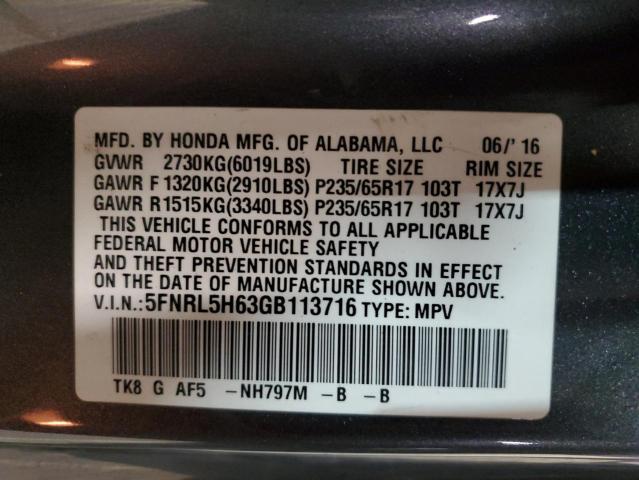 MFD. BY HONDA MFG. OF ALABAMA, LLC 06/'16
GVWR 2730KG(6019LBS) TIRE SIZE RIM SIZE
GAWR F 1320KG(2910LBS) P235/65R17 103T 17X7J
GAWR R1515KG(3340LBS) P235/65R17 103T 17X7J
THIS VEHICLE CONFORMS TO ALL APPLICABLE
FEDERAL MOTOR VEHICLE SAFETY
AND THEFT PREVENTION STANDARDS IN EFFECT
ON THE DATE OF MANUFACTURE SHOWN ABOVE.
V.I.N.:5FNRL5H63GB113716 TYPE: MPV
TK8 G AF5 -NH797M -B -B